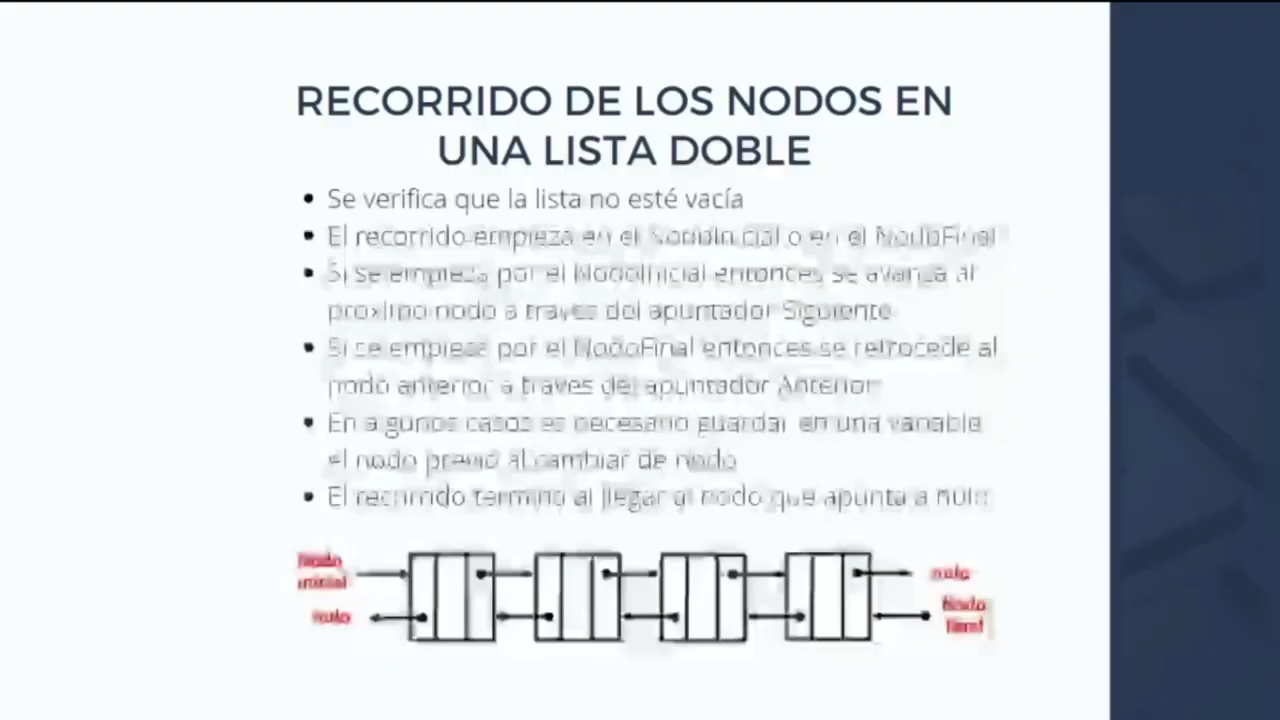 RECORRIDO DE LOS NODOS EN
UNA LISTA DOBLE
• Se verifica que la lista no esté vacía
• El recorrido empieza en el NodoInicial o en el NodoFinal
• Si se empieza por el NodoInicial entonces se avanza al
proximo nodo a traves del apuntador Siguiente
• Si se empieza por el NodoFinal entonces se retrocede al
nodo anterior a traves del apuntador Anterior
• En algunos casos es necesario guardar en una variable
el nodo previo al cambiar de nodo
• El recorrido termina al llegar al nodo que apunta a nulo
Nodo
inicial
nulo
nulo
Nodo
final